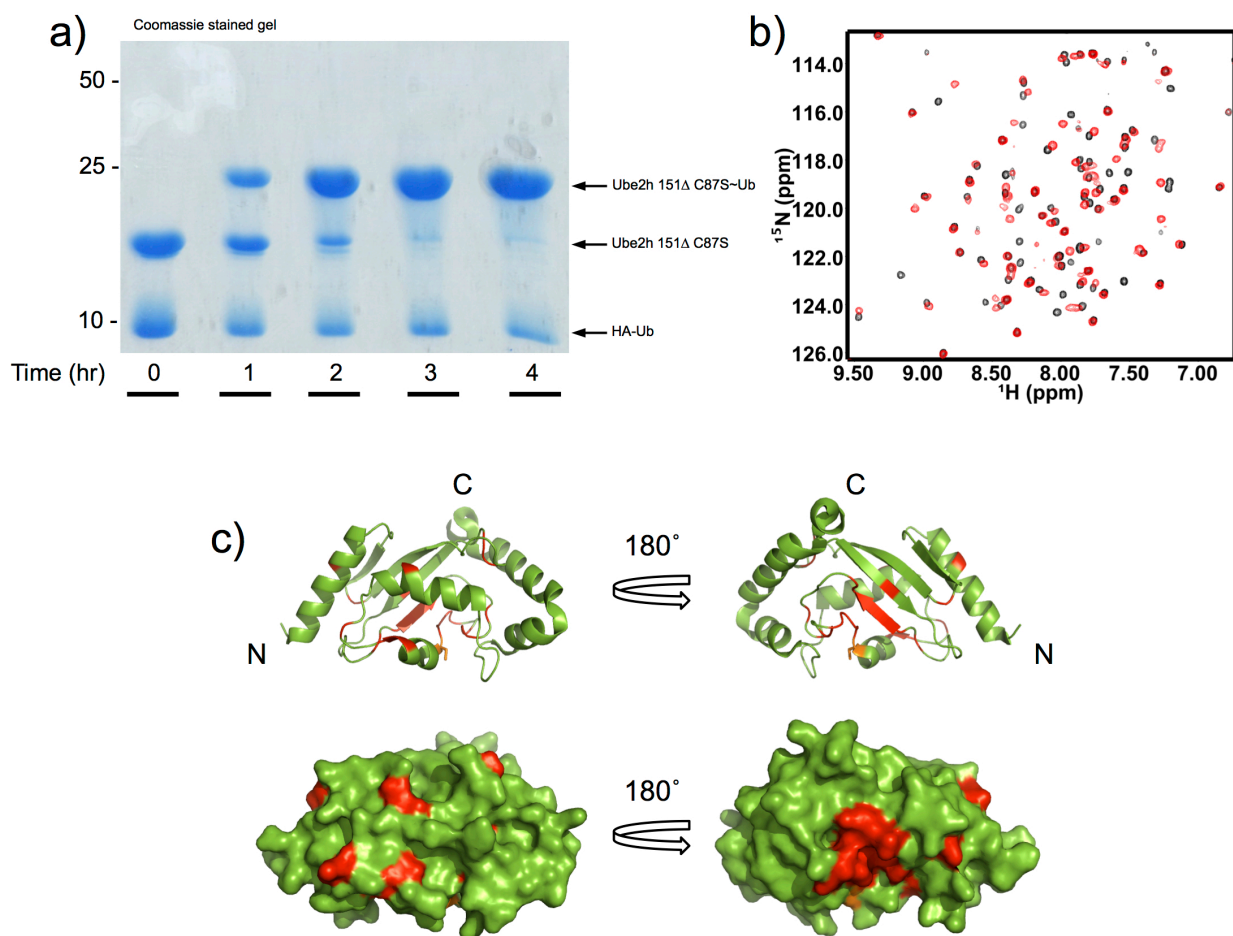 a)
Coomassie stained gel
50 -
25 -
10 -
Ube2h 151Δ C87S~Ub
Ube2h 151Δ C87S
HA-Ub
Time (hr) 0 1 2 3 4
b)
114.0
116.0
118.0
120.0
122.0
124.0
126.0
¹⁵N (ppm)
9.50 9.00 8.50 8.00 7.50 7.00
¹H (ppm)
c)
C
N
180°
C
N
180°